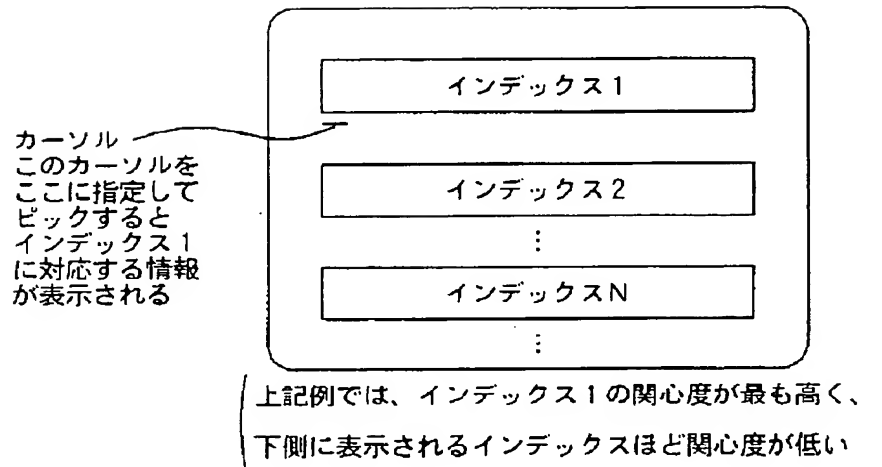 インデックス1
カーソル
このカーソルを
ここに指定して
ピックすると
インデックス1
に対応する情報
が表示される
インデックス2
⋮
インデックスN
⋮
上記例では、インデックス1の関心度が最も高く、
下側に表示されるインデックスほど関心度が低い